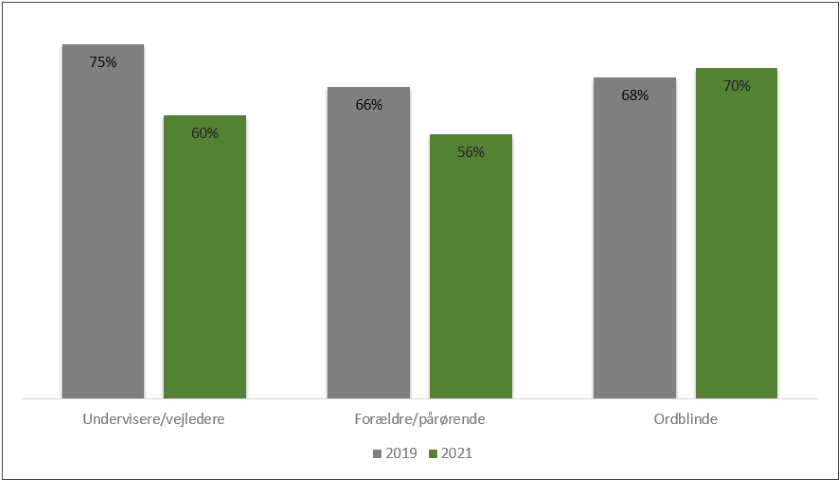 75%
60%
66%
56%
68%
70%
Undervisere/vejledere
Forældre/pårørende
Ordblinde
2019
2021